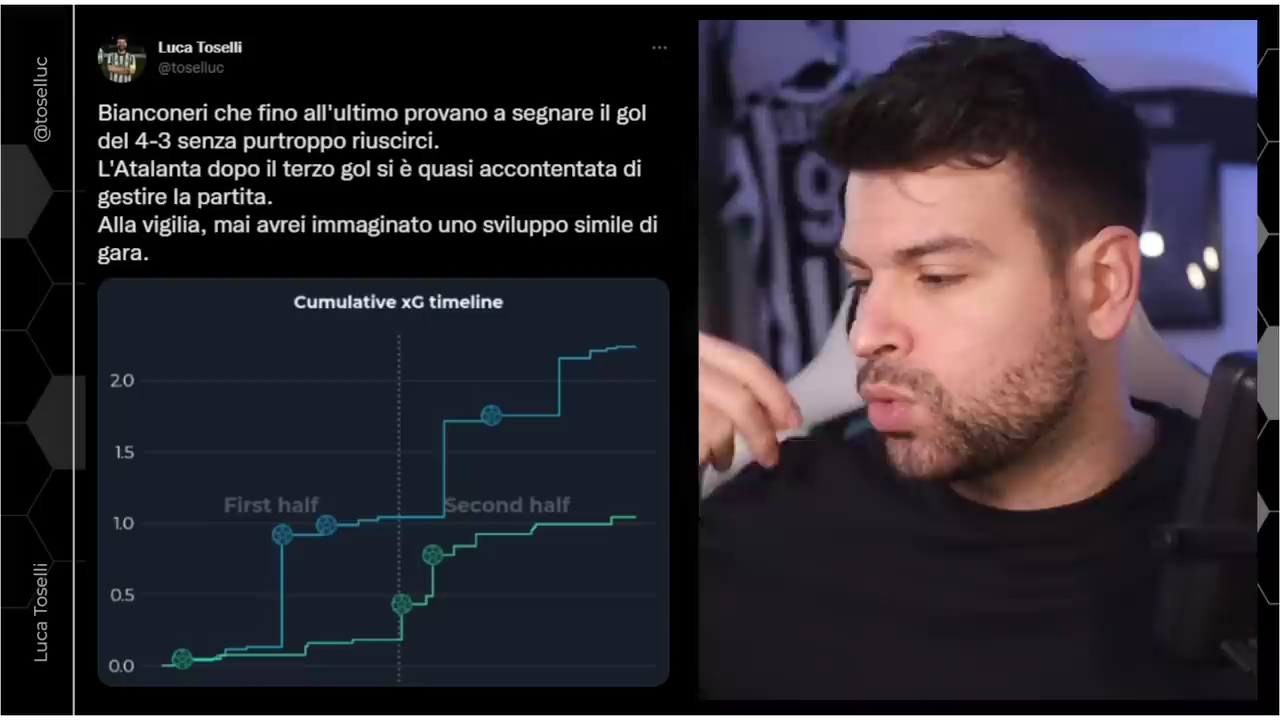 @toselluc
Luca Toselli
Luca Toselli
@toselluc
...
Bianconeri che fino all'ultimo provano a segnare il gol
del 4-3 senza purtroppo riuscirci.
L'Atalanta dopo il terzo gol si è quasi accontentata di
gestire la partita.
Alla vigilia, mai avrei immaginato uno sviluppo simile di
gara.
Cumulative xG timeline
2.0
1.5
First half
Second half
1.0
0.5
0.0
9